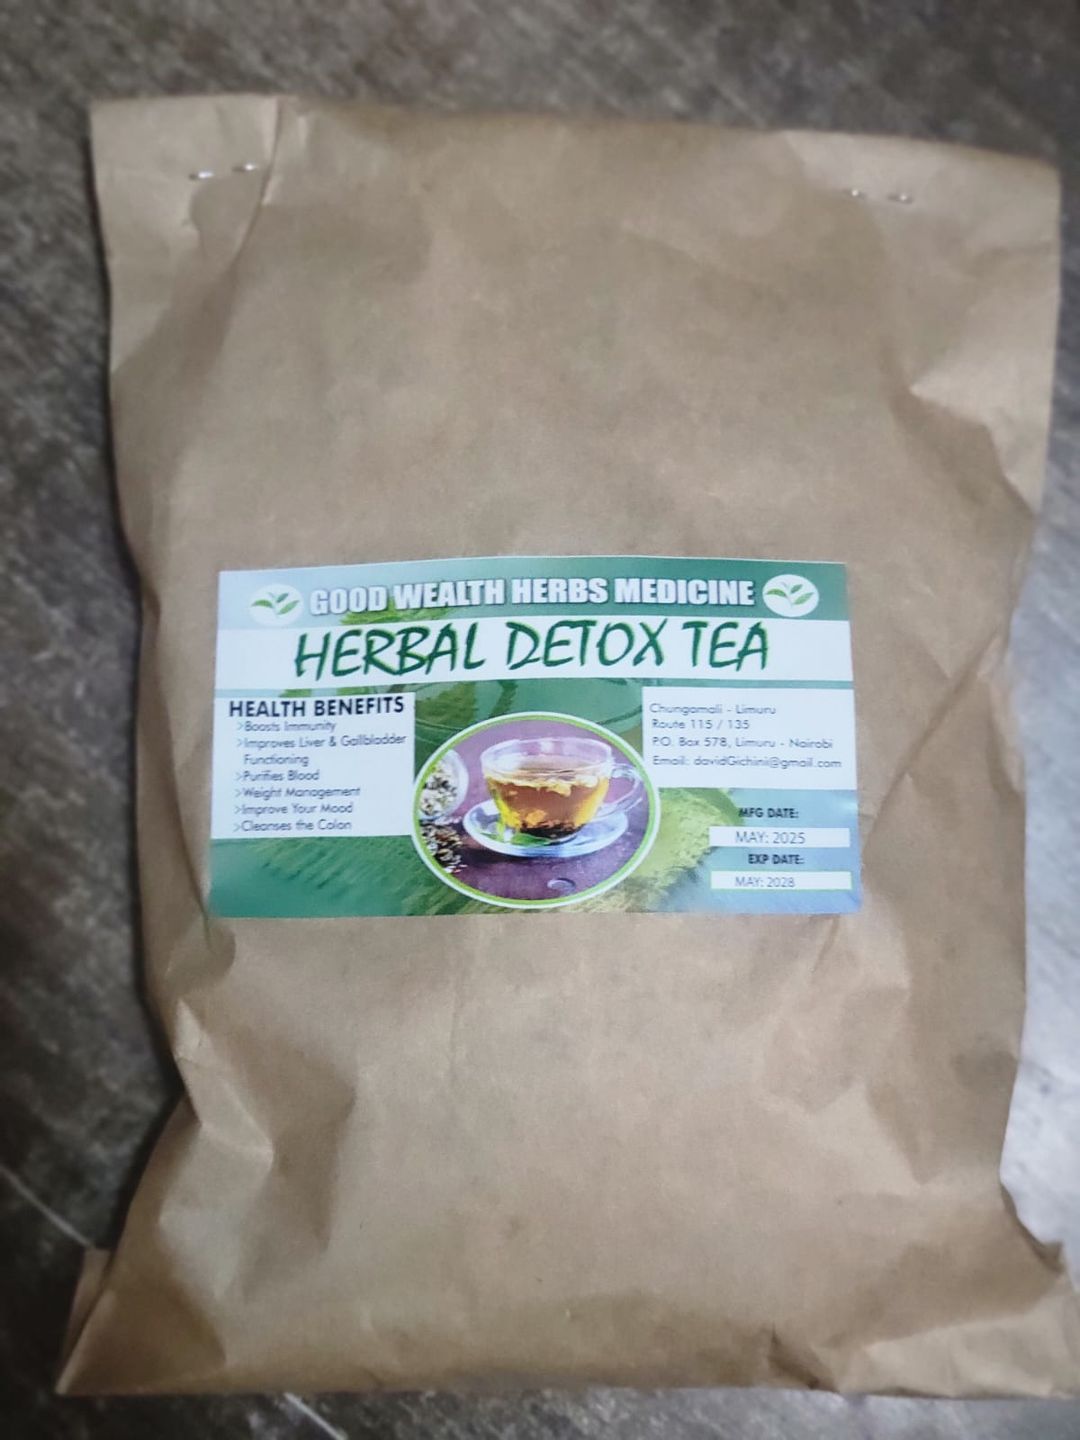 GOOD WEALTH HERBS MEDICINE
HERBAL DETOX TEA
HEALTH BENEFITS
>Boosts Immunity
>Improves Liver & Gallbladder
Functioning
>Purifies Blood
>Weight Management
>Improve Your Mood
>Cleanses the Colon
Chungamali - Limuru
Route 115 / 135
P.O. Box 578, Limuru - Nairobi
Email: davidGichini@gmail.com
MFG DATE:
MAY: 2025
EXP DATE:
MAY: 2028